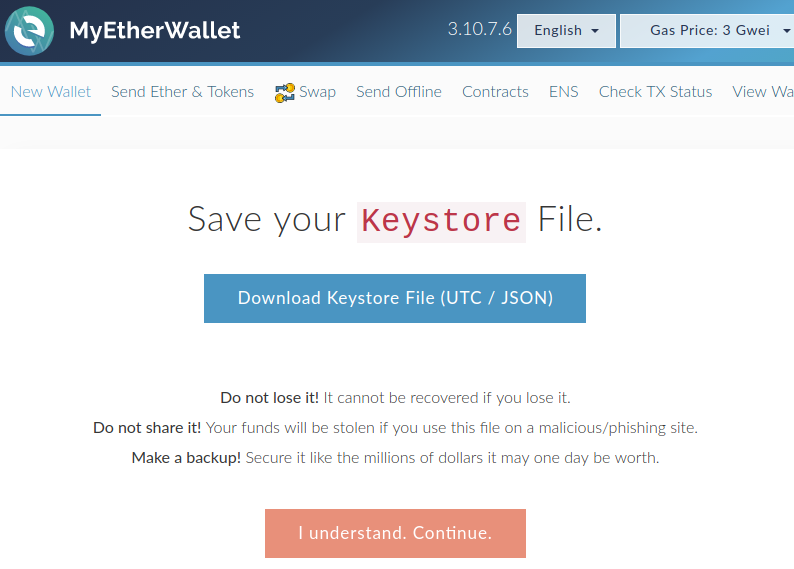 MyEtherWallet
3.10.7.6 English Gas Price: 3 Gwei
New Wallet Send Ether & Tokens Swap Send Offline Contracts ENS Check TX Status View Wa
Save your Keystore File.
Download Keystore File (UTC / JSON)
Do not lose it! It cannot be recovered if you lose it.
Do not share it! Your funds will be stolen if you use this file on a malicious/phishing site.
Make a backup! Secure it like the millions of dollars it may one day be worth.
I understand. Continue.